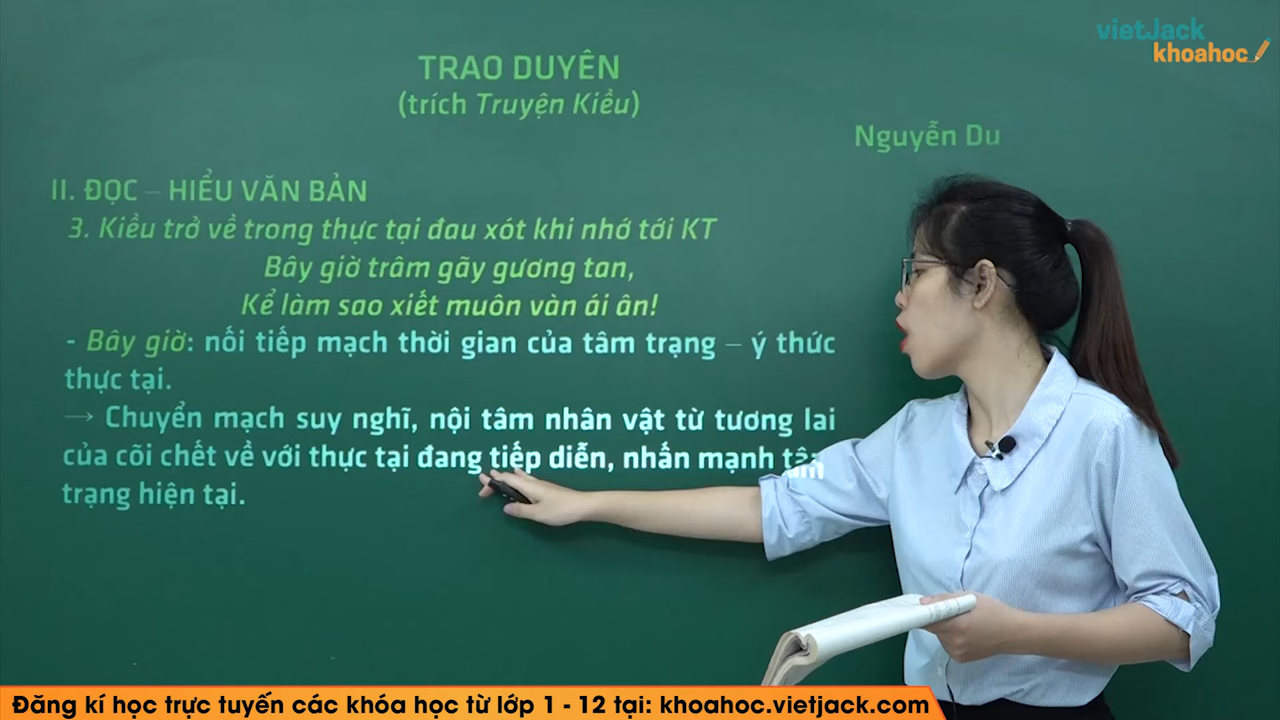 vietJack
khoahoc
TRAO DUYÊN
(trích Truyện Kiều)
Nguyễn Du
II. ĐỌC – HIỂU VĂN BẢN
3. Kiều trở về trong thực tại đau xót khi nhớ tới KT
Bây giờ trâm gãy gương tan,
Kể làm sao xiết muôn vàn ái ân!
- Bây giờ: nối tiếp mạch thời gian của tâm trạng – ý thức
thực tại.
→ Chuyển mạch suy nghĩ, nội tâm nhân vật từ tương lai
của cõi chết về với thực tại đang tiếp diễn, nhấn mạnh tâm
trạng hiện tại.
Đăng kí học trực tuyến các khóa học từ lớp 1 - 12 tại: khoahoc.vietjack.com